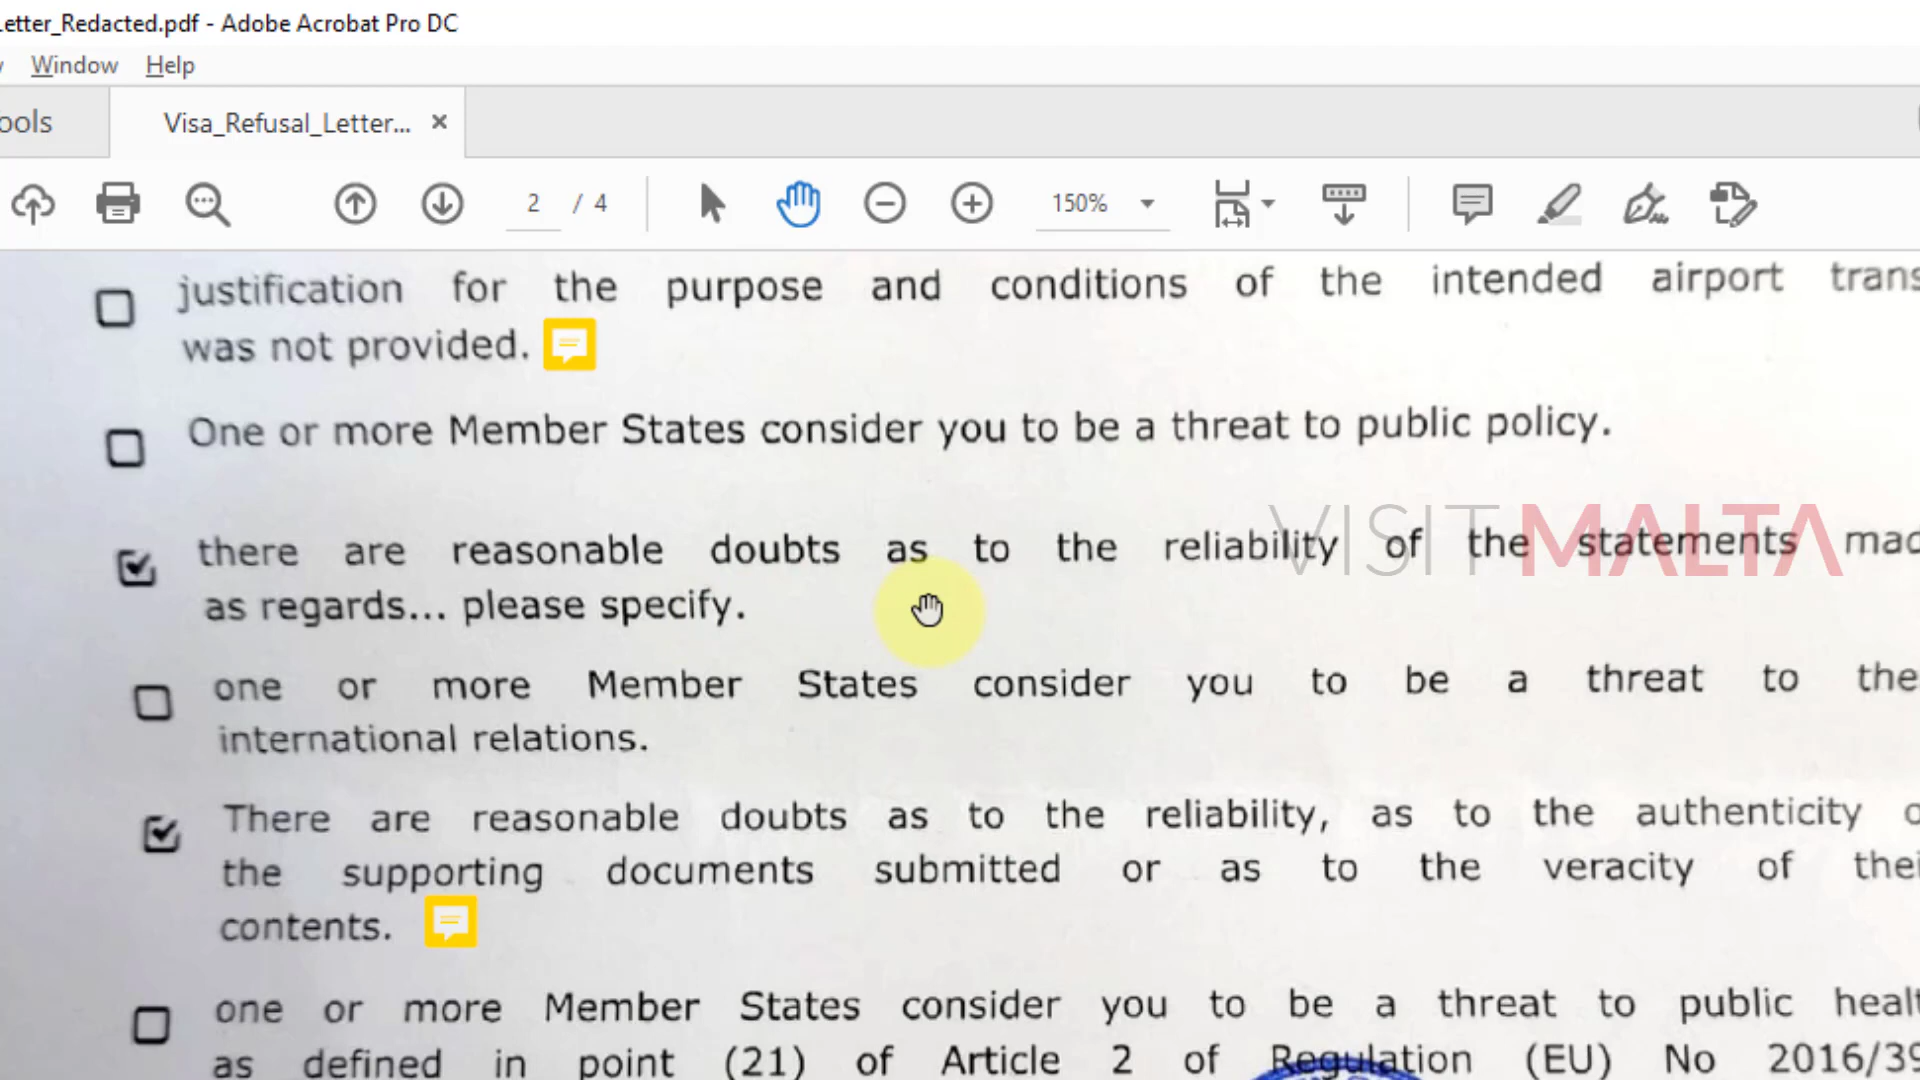 etter_Redacted.pdf - Adobe Acrobat Pro DC
Window Help
ools Visa_Refusal_Letter... ×
2 / 4 150%
justification for the purpose and conditions of the intended airport trans
was not provided.
One or more Member States consider you to be a threat to public policy.
VISITMALTA
there are reasonable doubts as to the reliability of the statements mad
as regards... please specify.
one or more Member States consider you to be a threat to the
international relations.
There are reasonable doubts as to the reliability, as to the authenticity o
the supporting documents submitted or as to the veracity of thei
contents.
one or more Member States consider you to be a threat to public healt
as defined in point (21) of Article 2 of Regulation (EU) No 2016/39